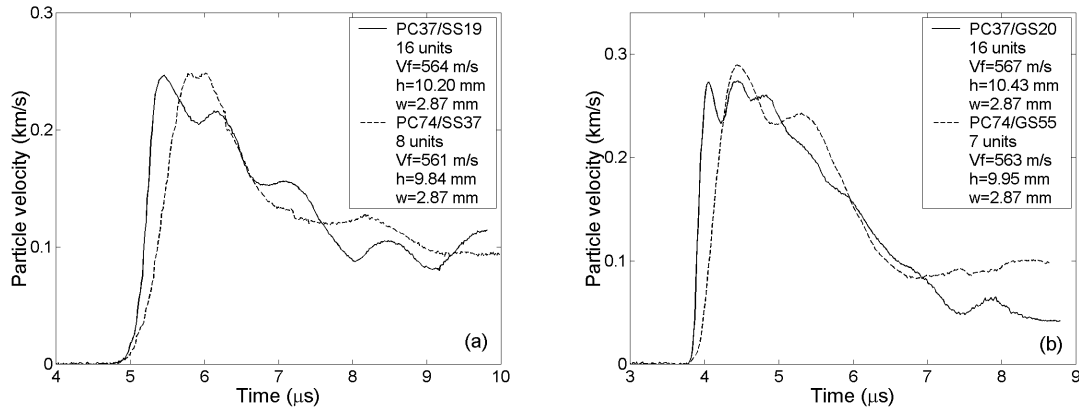 0.3
0.2
0.1
0
Particle velocity (km/s)
PC37/SS19
16 units
Vf=564 m/s
h=10.20 mm
w=2.87 mm
PC74/SS37
8 units
Vf=561 m/s
h=9.84 mm
w=2.87 mm
(a)
4 5 6 7 8 9 10
Time (μs)
0.3
0.2
0.1
0
Particle velocity (km/s)
PC37/GS20
16 units
Vf=567 m/s
h=10.43 mm
w=2.87 mm
PC74/GS55
7 units
Vf=563 m/s
h=9.95 mm
w=2.87 mm
(b)
3 4 5 6 7 8 9
Time (μs)